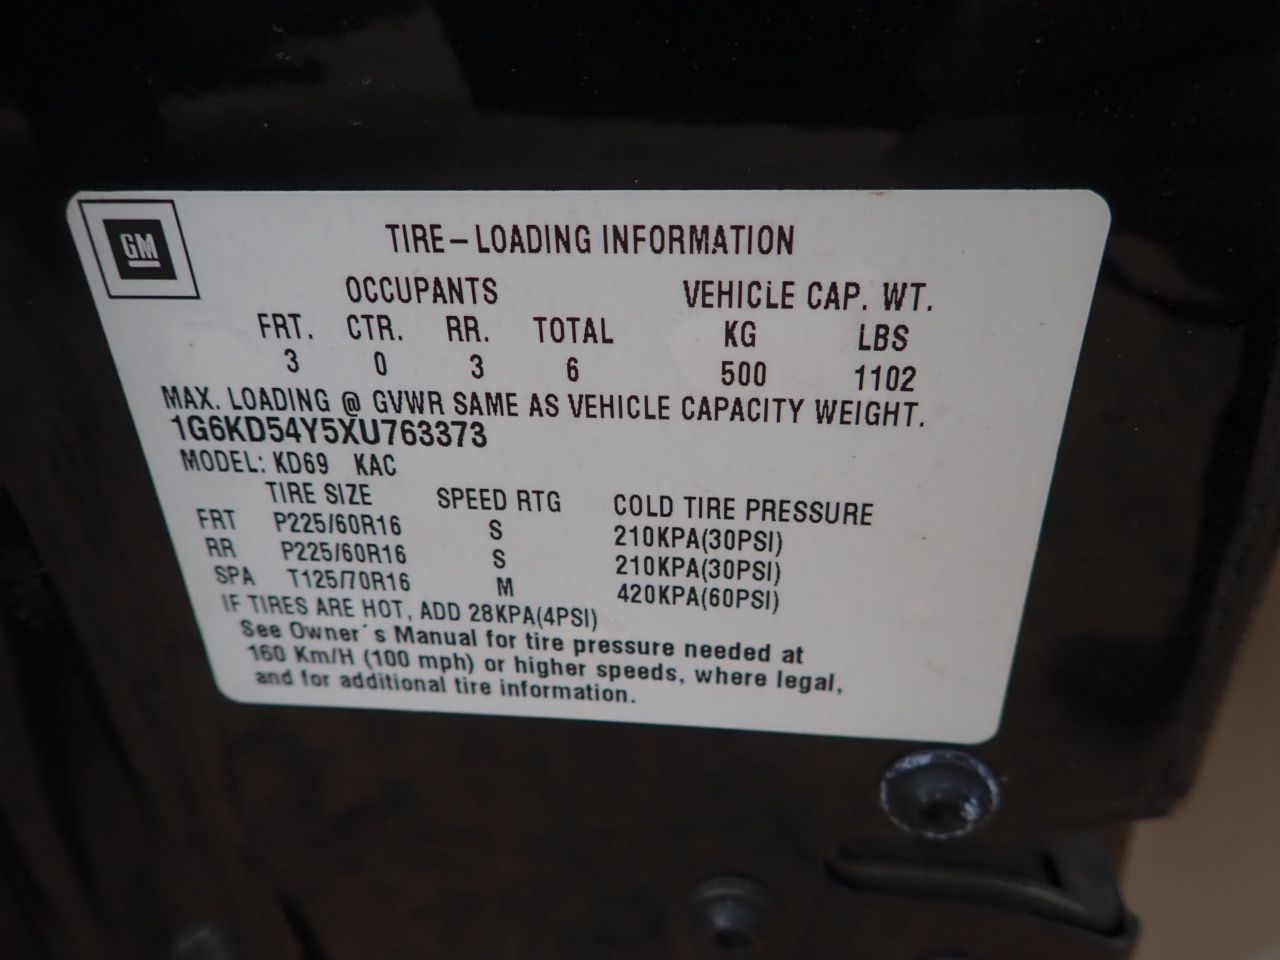 GM
TIRE-LOADING INFORMATION
OCCUPANTS VEHICLE CAP. WT.
FRT. CTR. RR. TOTAL KG LBS
3 0 3 6 500 1102
MAX. LOADING @ GVWR SAME AS VEHICLE CAPACITY WEIGHT.
1G6KD54Y5XU763373
MODEL: KD69 KAC
TIRE SIZE SPEED RTG COLD TIRE PRESSURE
FRT P225/60R16 S 210KPA(30PSI)
RR P225/60R16 S 210KPA(30PSI)
SPA T125/70R16 M 420KPA(60PSI)
IF TIRES ARE HOT, ADD 28KPA(4PSI)
See Owner´s Manual for tire pressure needed at
160 Km/H (100 mph) or higher speeds, where legal,
and for additional tire information.